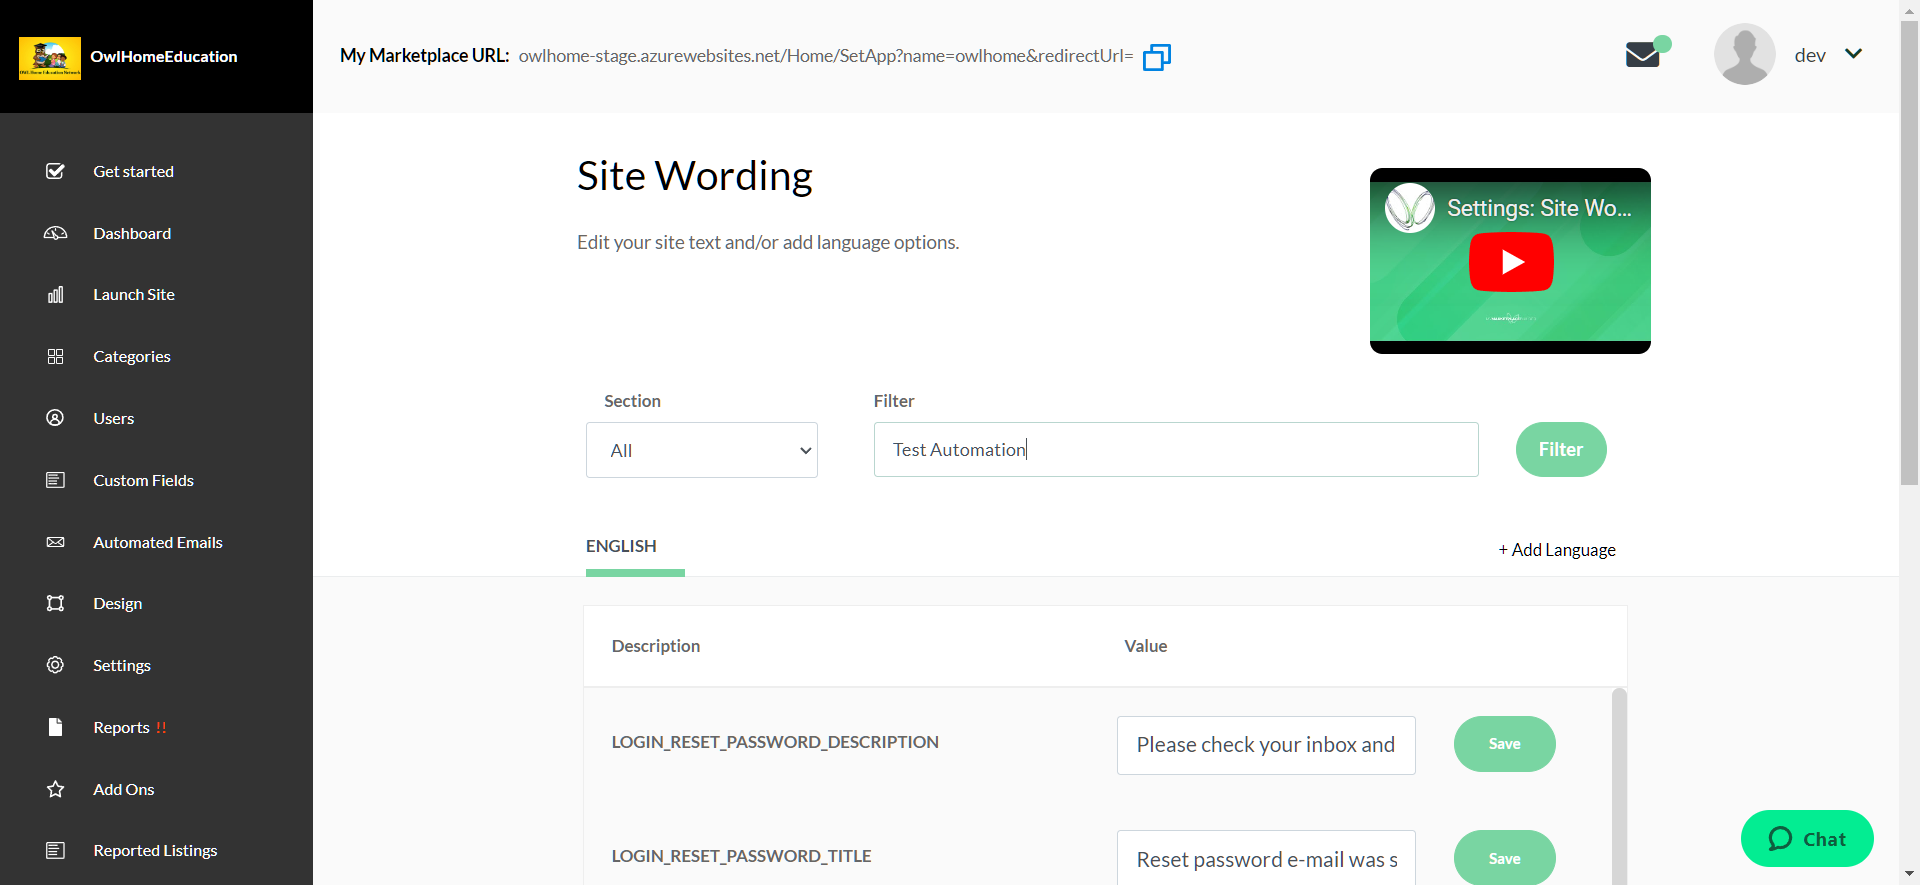 OwlHomeEducation
My Marketplace URL: owlhome-stage.azurewebsites.net/Home/SetApp?name=owlhome&redirectUrl=
dev
Get started
Dashboard
Launch Site
Categories
Users
Custom Fields
Automated Emails
Design
Settings
Reports !!
Add Ons
Reported Listings
Site Wording
Edit your site text and/or add language options.
Settings: Site Wo...
Section
Filter
All
Test Automation
Filter
ENGLISH
+ Add Language
Description
Value
LOGIN_RESET_PASSWORD_DESCRIPTION
Please check your inbox and
Save
LOGIN_RESET_PASSWORD_TITLE
Reset password e-mail was s
Save
Chat